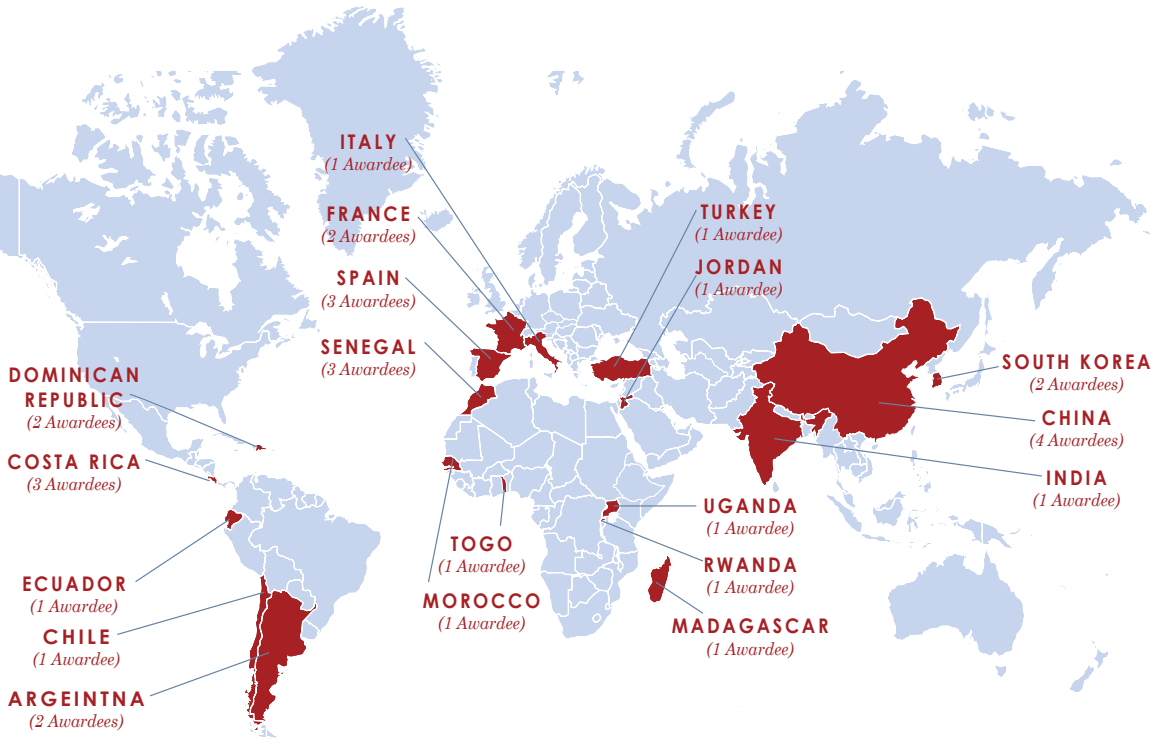 ITALY
(1 Awardee)
FRANCE
(2 Awardees)
SPAIN
(3 Awardees)
SENEGAL
(3 Awardees)
DOMINICAN
REPUBLIC
(2 Awardees)
COSTA RICA
(3 Awardees)
ECUADOR
(1 Awardee)
CHILE
(1 Awardee)
ARGEINTNA
(2 Awardees)
TOGO
(1 Awardee)
MOROCCO
(1 Awardee)
TURKEY
(1 Awardee)
JORDAN
(1 Awardee)
SOUTH KOREA
(2 Awardees)
CHINA
(4 Awardees)
INDIA
(1 Awardee)
UGANDA
(1 Awardee)
RWANDA
(1 Awardee)
MADAGASCAR
(1 Awardee)